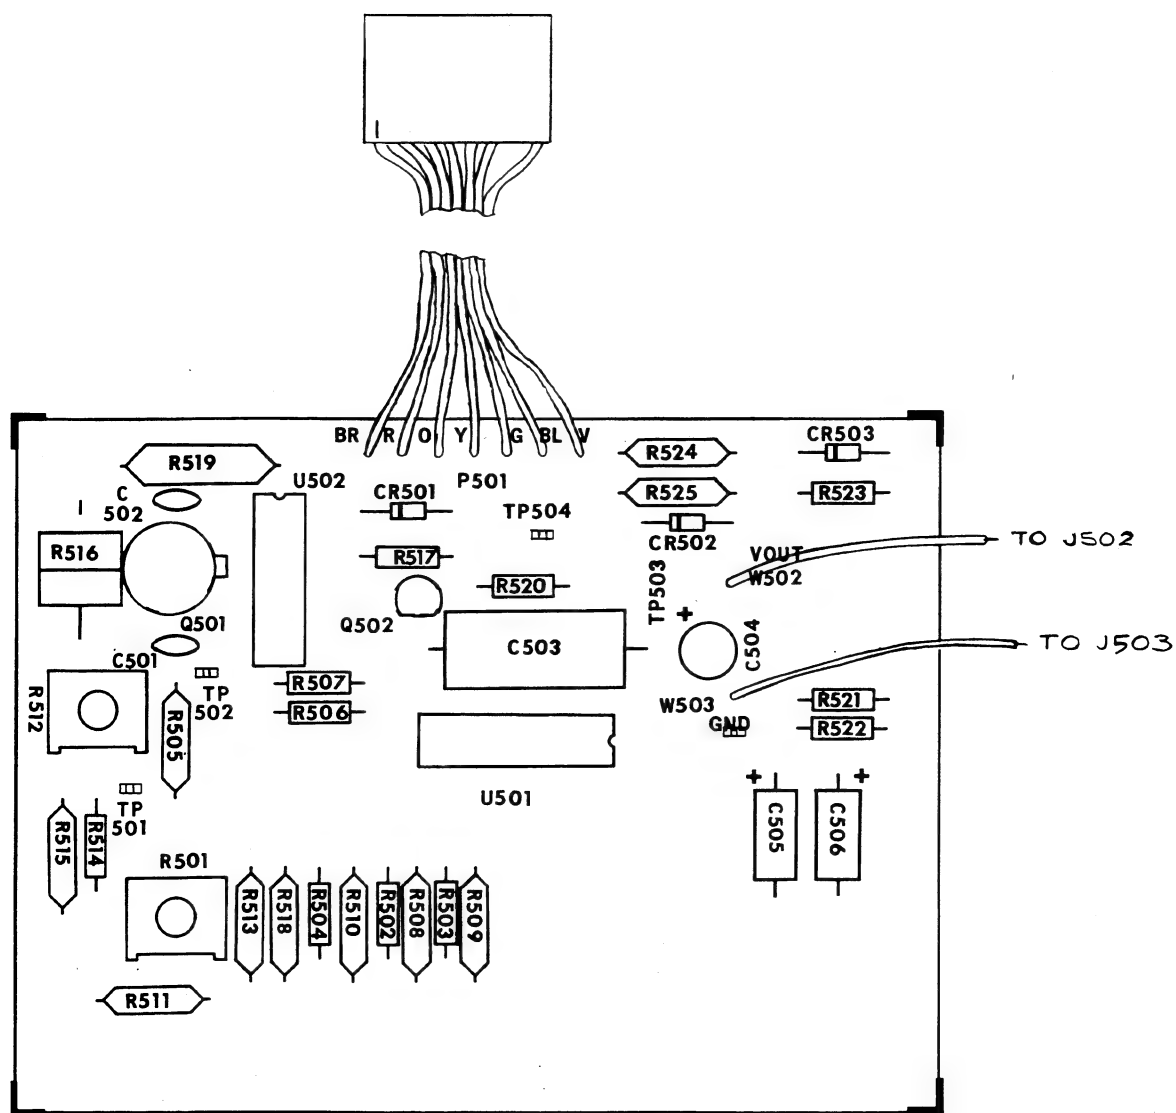 BR R O Y G BL V
P501
R519
C
502
U502
CR501
TP504
R524
CR503
R525
R523
CR502
R516
R517
VOUT
W502
TO J502
R520
TP503
Q501
Q502
+
C504
C503
TO J503
C501
R512
TP
502
R507
R506
R505
W503
GND
R521
R522
U501
+
+
C505
C506
TP
501
R515
R514
R501
R513
R518
R504
R510
R502
R508
R503
R509
R511